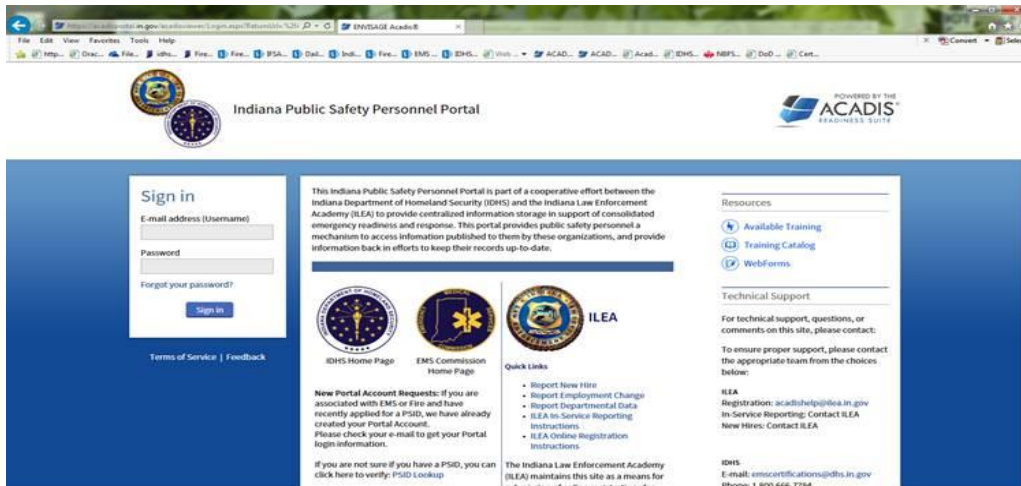 ENVISAGE Acadis®
File Edit View Favorites Tools Help
Convert
Indiana Public Safety Personnel Portal
POWERED BY THE
ACADIS®
READINESS SUITE
Sign in
E-mail address (Username)
Password
Forgot your password?
Sign in
Terms of Service | Feedback
This Indiana Public Safety Personnel Portal is part of a cooperative effort between the
Indiana Department of Homeland Security (IDHS) and the Indiana Law Enforcement
Academy (ILEA) to provide centralized information storage in support of consolidated
emergency readiness and response. This portal provides public safety personnel a
mechanism to access information published to them by these organizations, and provide
information back in efforts to keep their records up-to-date.
IDHS Home Page
EMS Commission
Home Page
New Portal Account Requests: If you are
associated with EMS or Fire and have
recently applied for a PSID, we have already
created your Portal Account.
Please check your e-mail to get your Portal
login information.
If you are not sure if you have a PSID, you can
click here to verify: PSID Lookup
ILEA
Quick Links
Report New Hire
Report Employment Change
Report Departmental Data
ILEA In-Service Reporting
Instructions
ILEA Online Registration
Instructions
The Indiana Law Enforcement Academy
(ILEA) maintains this site as a means for
Resources
Available Training
Training Catalog
WebForms
Technical Support
For technical support, questions, or
comments on this site, please contact:
To ensure proper support, please contact
the appropriate team from the choices
below:
ILEA
Registration: acadishelp@ilea.in.gov
In-Service Reporting: Contact ILEA
New Hires: Contact ILEA
IDHS
E-mail: emscertifications@dhs.in.gov